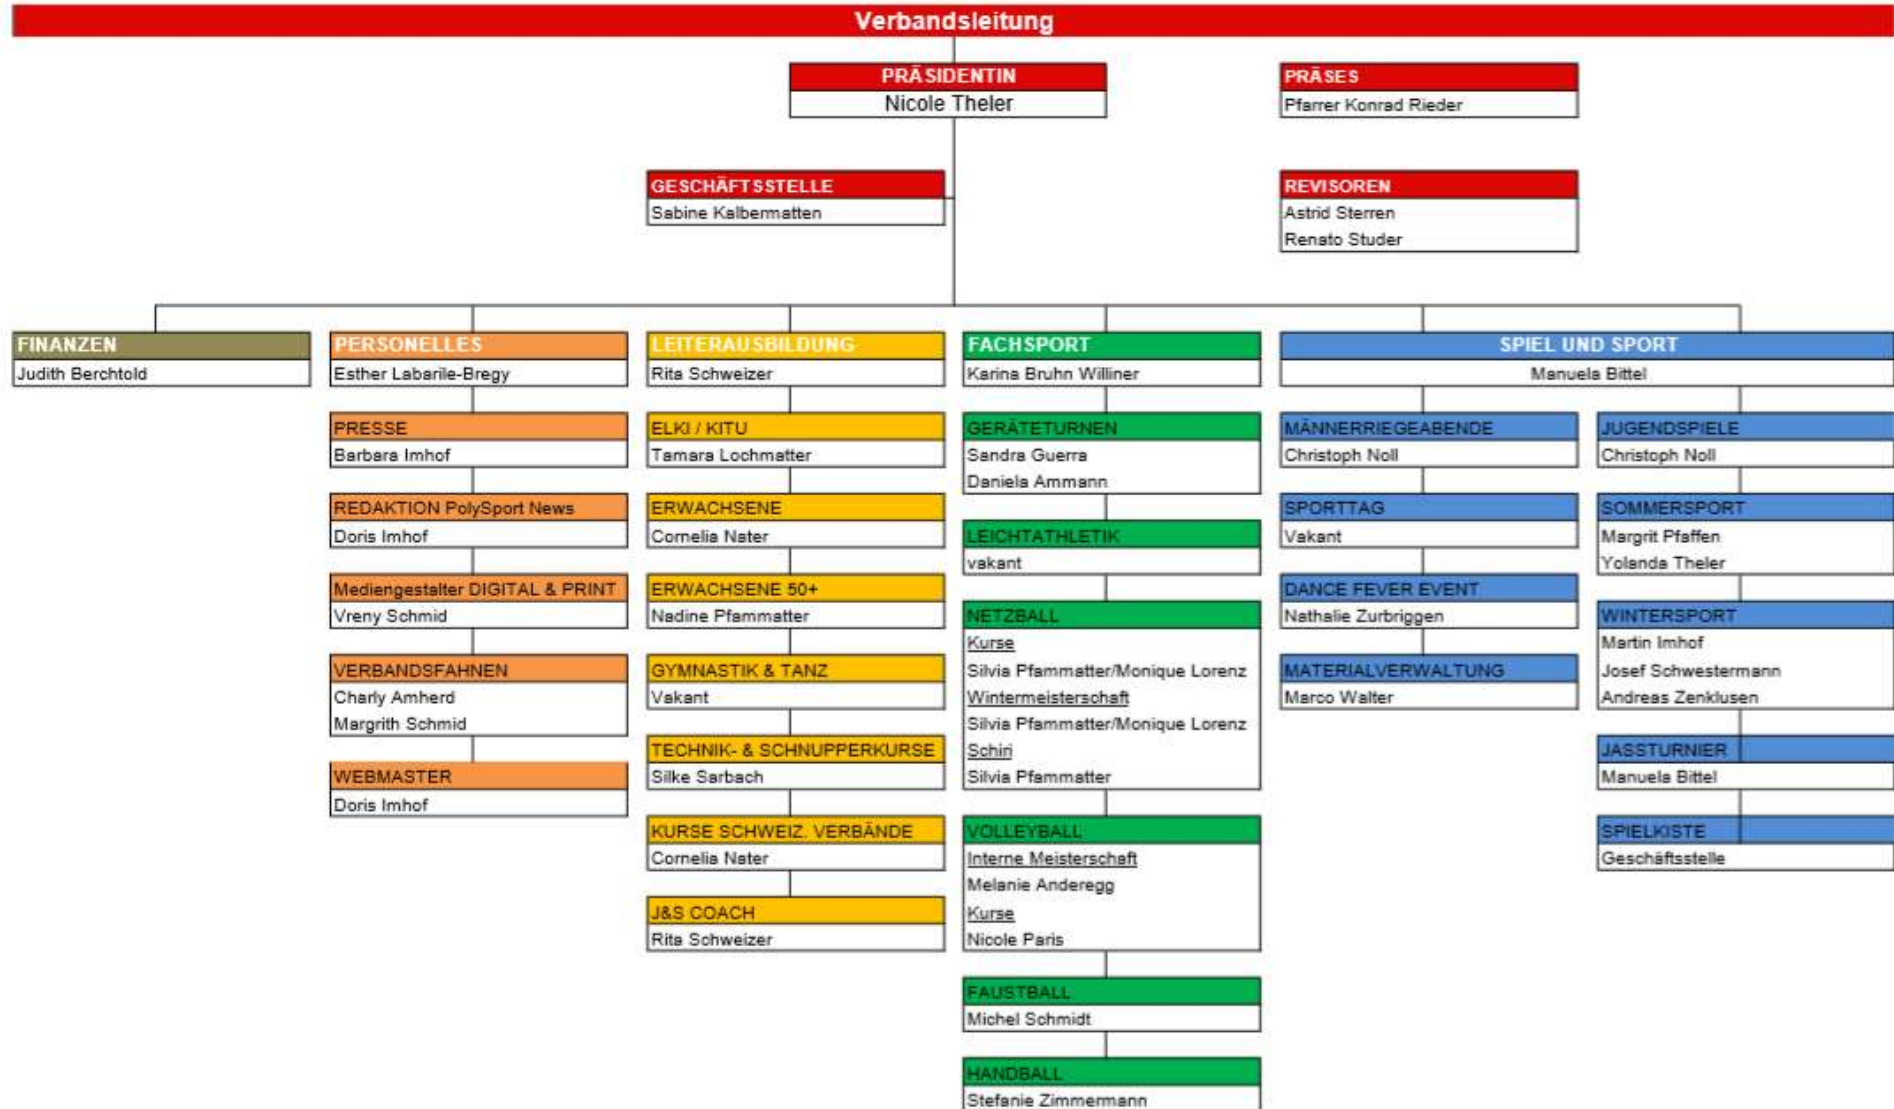 Verbandsleitung
PRÄSIDENTIN
Nicole Theler
PRÄSES
Pfarrer Konrad Rieder
GESCHÄFTSSTELLE
Sabine Kalbermatten
REVISOREN
Astrid Sterren
Renato Studer
FINANZEN
Judith Berchtold
PERSONELLES
Esther Labarile-Bregy
PRESSE
Barbara Imhof
REDAKTION PolySport News
Doris Imhof
Mediengestalter DIGITAL & PRINT
Vreny Schmid
VERBANDSFAHNEN
Charly Amherd
Margrith Schmid
WEBMASTER
Doris Imhof
LEITERAUSBILDUNG
Rita Schweizer
ELKI / KITU
Tamara Lochmatter
ERWACHSENE
Cornelia Nater
ERWACHSENE 50+
Nadine Pfammatter
GYMNASTIK & TANZ
Vakant
TECHNIK- & SCHNUPPERKURSE
Silke Sarbach
KURSE SCHWEIZ. VERBÄNDE
Cornelia Nater
J&S COACH
Rita Schweizer
FACHSPORT
Karina Bruhn Williner
GERÄTETURNEN
Sandra Guerra
Daniela Ammann
LEICHTATHLETIK
vakant
NETZBALL
Kurse
Silvia Pfammatter/Monique Lorenz
Wintermeisterschaft
Silvia Pfammatter/Monique Lorenz
Schiri
Silvia Pfammatter
VOLLEYBALL
Interne Meisterschaft
Melanie Anderegg
Kurse
Nicole Paris
FAUSTBALL
Michel Schmidt
HANDBALL
Stefanie Zimmermann
SPIEL UND SPORT
Manuela Bittel
MÄNNERRIEGEABENDE
Christoph Noll
SPORTTAG
Vakant
DANCE FEVER EVENT
Nathalie Zurbriggen
MATERIALVERWALTUNG
Marco Walter
JUGENDSPIELE
Christoph Noll
SOMMERSPORT
Margrit Pfaffen
Yolanda Theler
WINTERSPORT
Martin Imhof
Josef Schwestermann
Andreas Zenklusen
JASSTURNIER
Manuela Bittel
SPIELKISTE
Geschäftsstelle